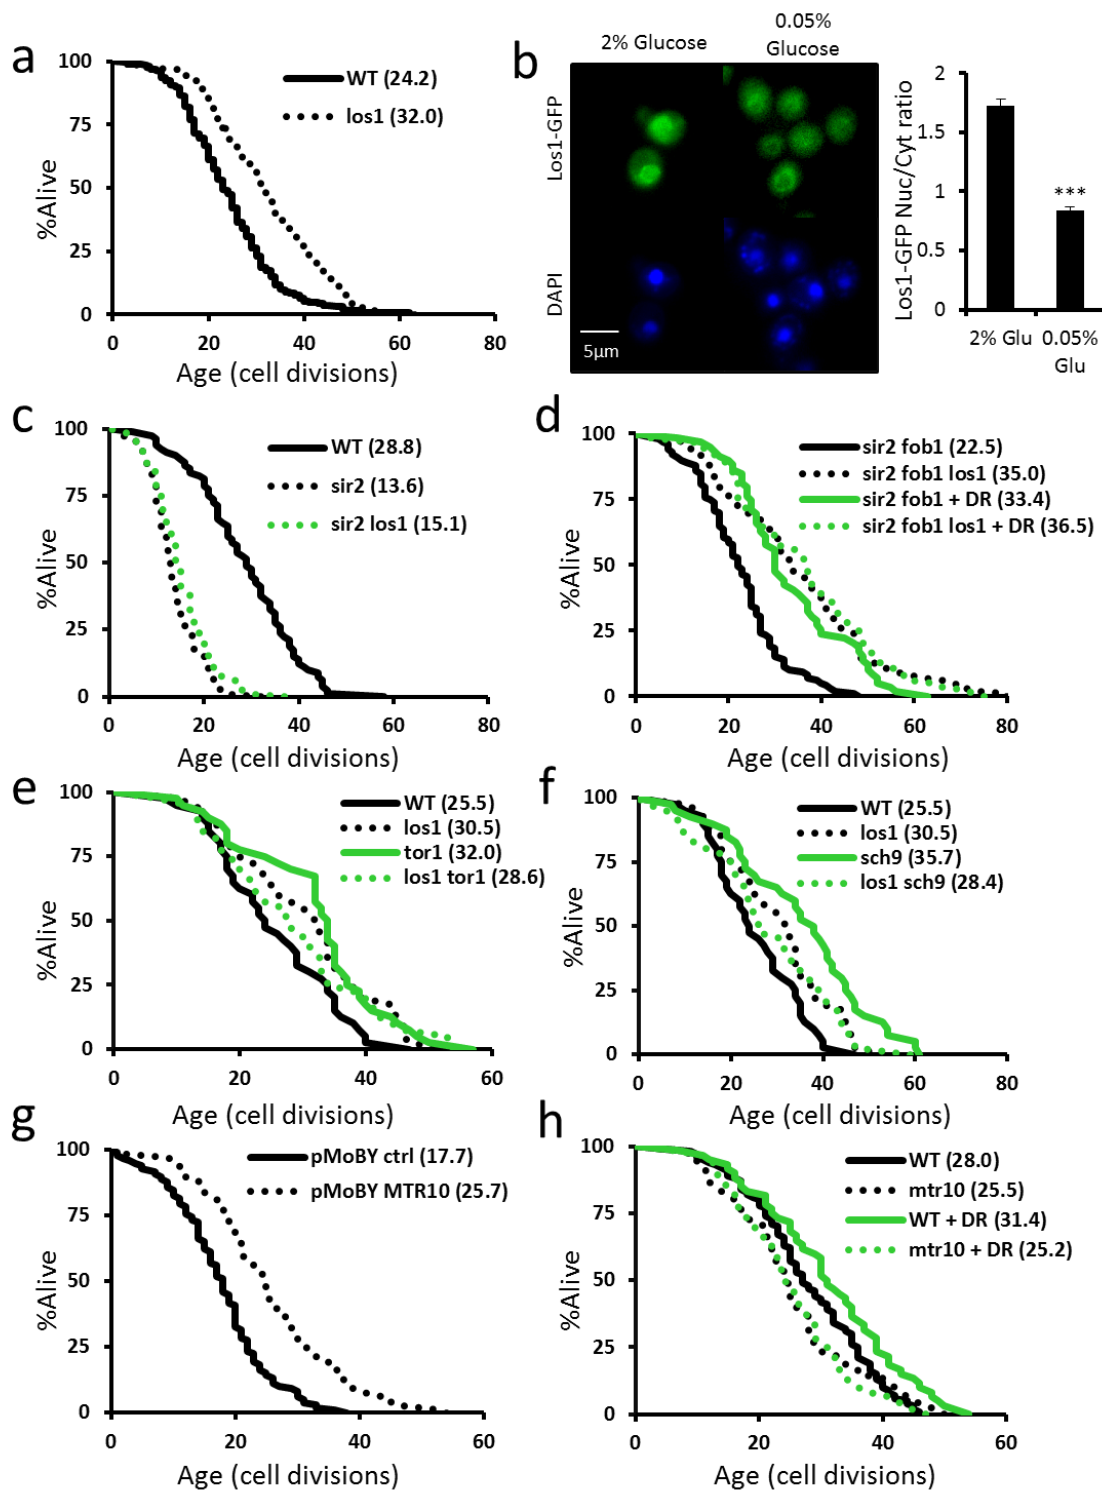 a
100
75
50
25
0
%Alive
WT (24.2)
los1 (32.0)
0 20 40 60 80
Age (cell divisions)
b
2% Glucose
0.05%
Glucose
Los1-GFP
DAPI
5µm
Los1-GFP Nuc/Cyt ratio
2
1.5
1
0.5
0
***
2% Glu 0.05%
Glu
c
100
75
50
25
0
%Alive
WT (28.8)
sir2 (13.6)
sir2 los1 (15.1)
0 20 40 60 80
Age (cell divisions)
d
100
75
50
25
0
%Alive
sir2 fob1 (22.5)
sir2 fob1 los1 (35.0)
sir2 fob1 + DR (33.4)
sir2 fob1 los1 + DR (36.5)
0 20 40 60 80
Age (cell divisions)
e
100
75
50
25
0
%Alive
WT (25.5)
los1 (30.5)
tor1 (32.0)
los1 tor1 (28.6)
0 20 40 60
Age (cell divisions)
f
100
75
50
25
0
%Alive
WT (25.5)
los1 (30.5)
sch9 (35.7)
los1 sch9 (28.4)
0 20 40 60 80
Age (cell divisions)
g
100
75
50
25
0
%Alive
pMoBY ctrl (17.7)
pMoBY MTR10 (25.7)
0 20 40 60
Age (cell divisions)
h
100
75
50
25
0
%Alive
WT (28.0)
mtr10 (25.5)
WT + DR (31.4)
mtr10 + DR (25.2)
0 20 40 60
Age (cell divisions)